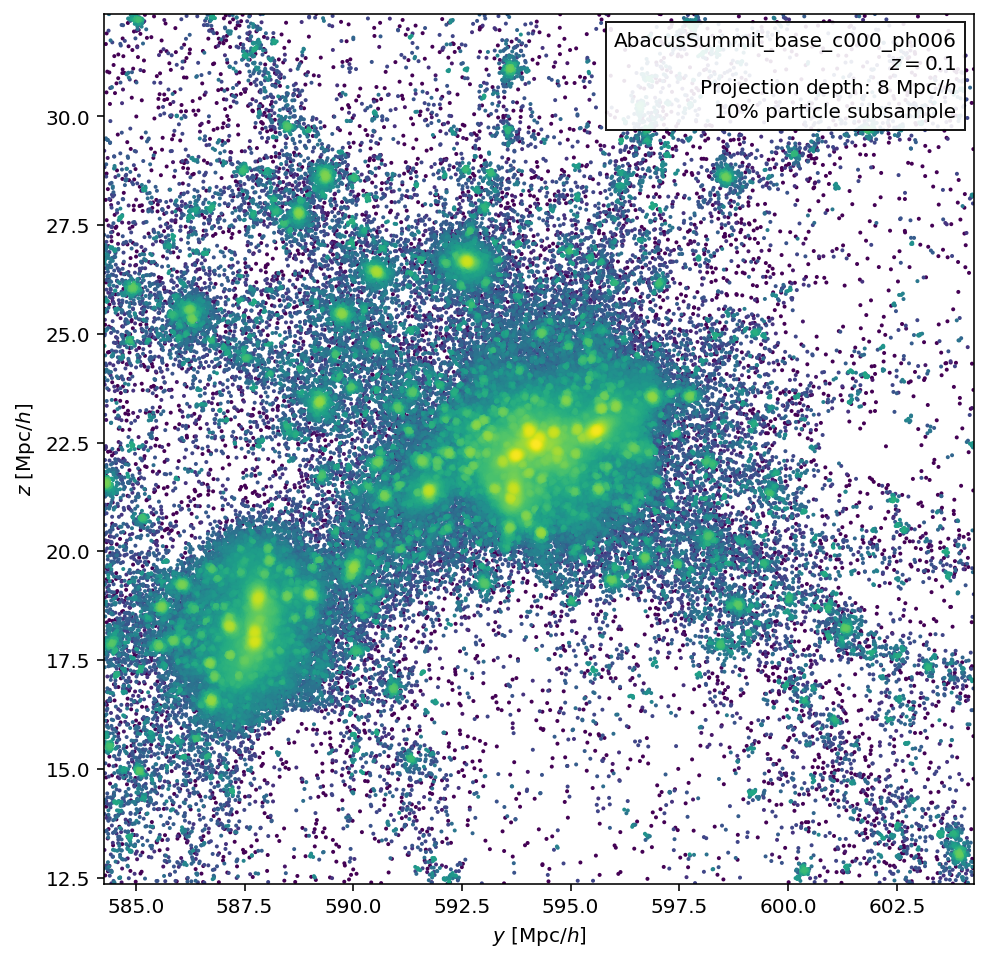 AbacusSummit_base_c000_ph006
z = 0.1
Projection depth: 8 Mpc/h
10% particle subsample
30.0
27.5
25.0
22.5
20.0
17.5
15.0
12.5
z [Mpc/h]
585.0 587.5 590.0 592.5 595.0 597.5 600.0 602.5
y [Mpc/h]